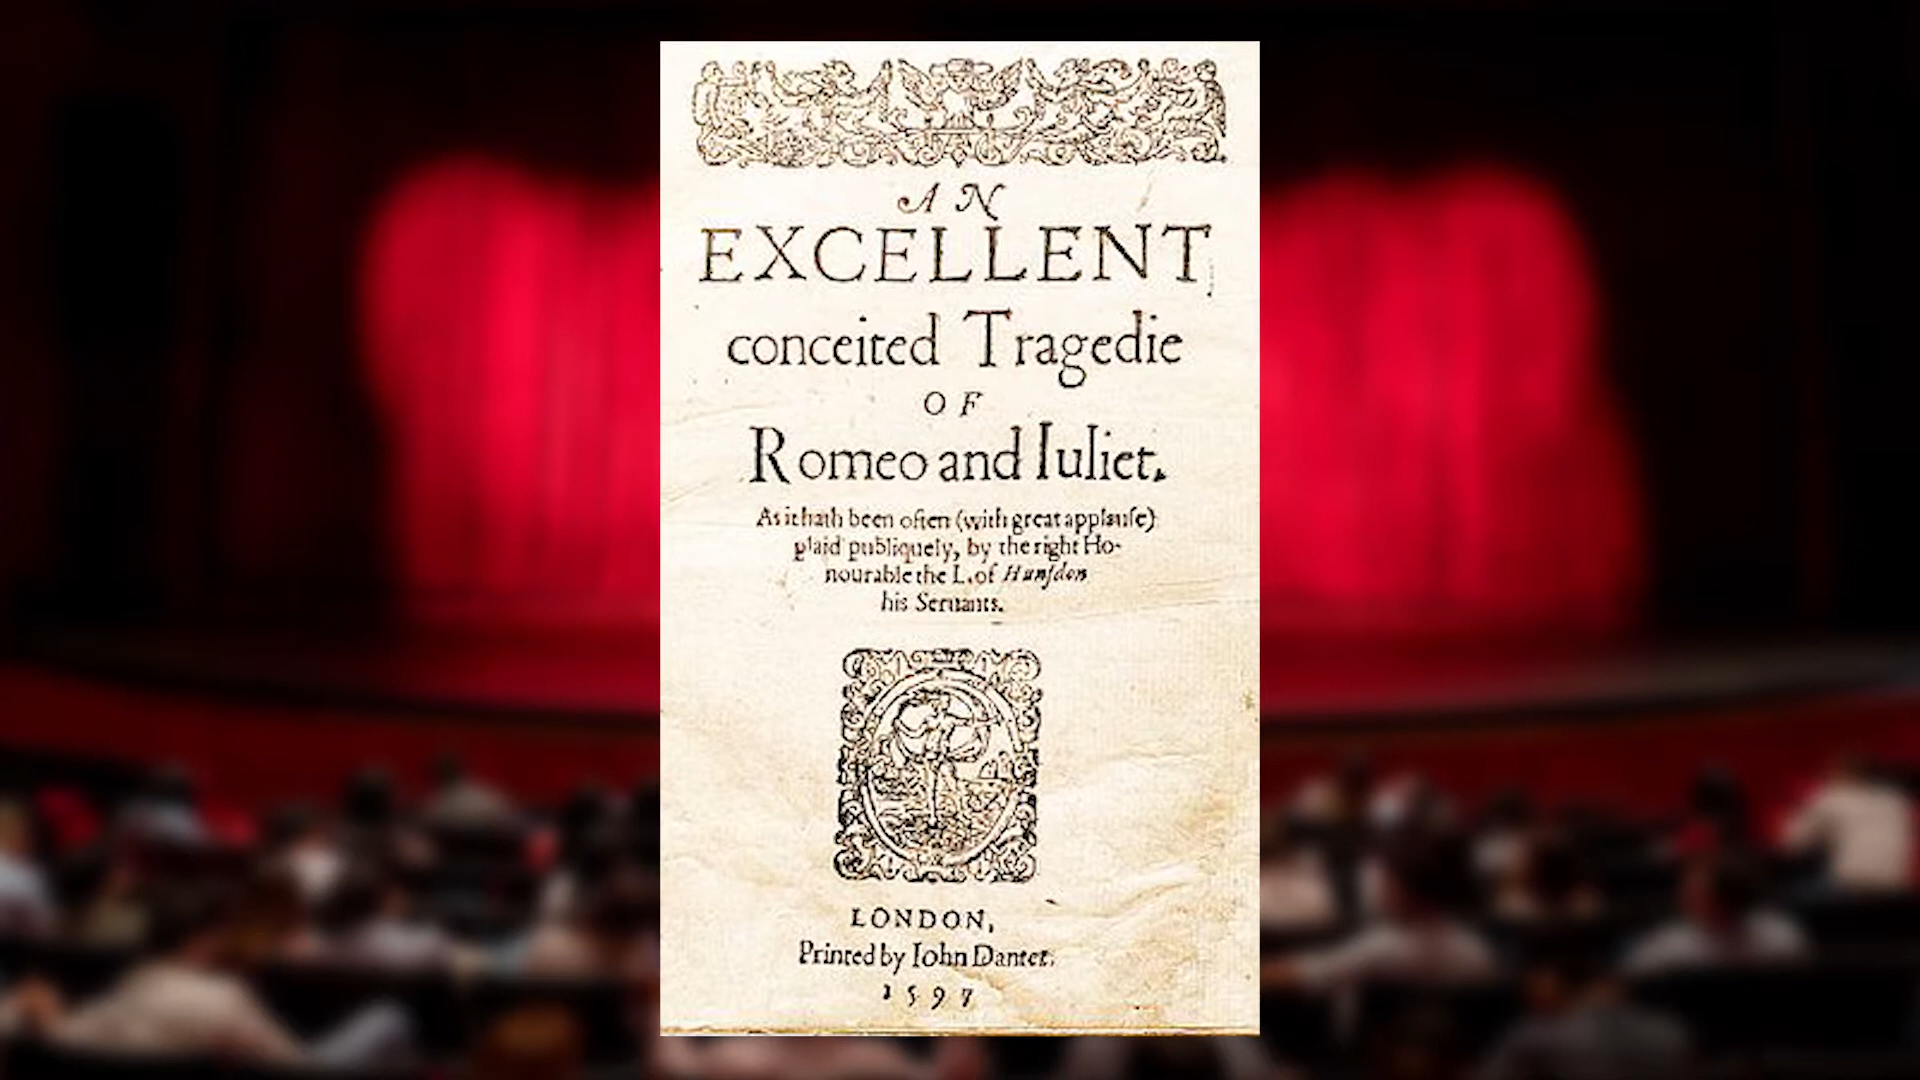 AN
EXCELLENT
conceited Tragedie
OF
Romeo and Iuliet.
As it hath been often (with great applause)
plaid publiquely, by the right Ho-
nourable the L. of Hunsdon
his Seruants.
LONDON,
Printed by Iohn Danter.
1597